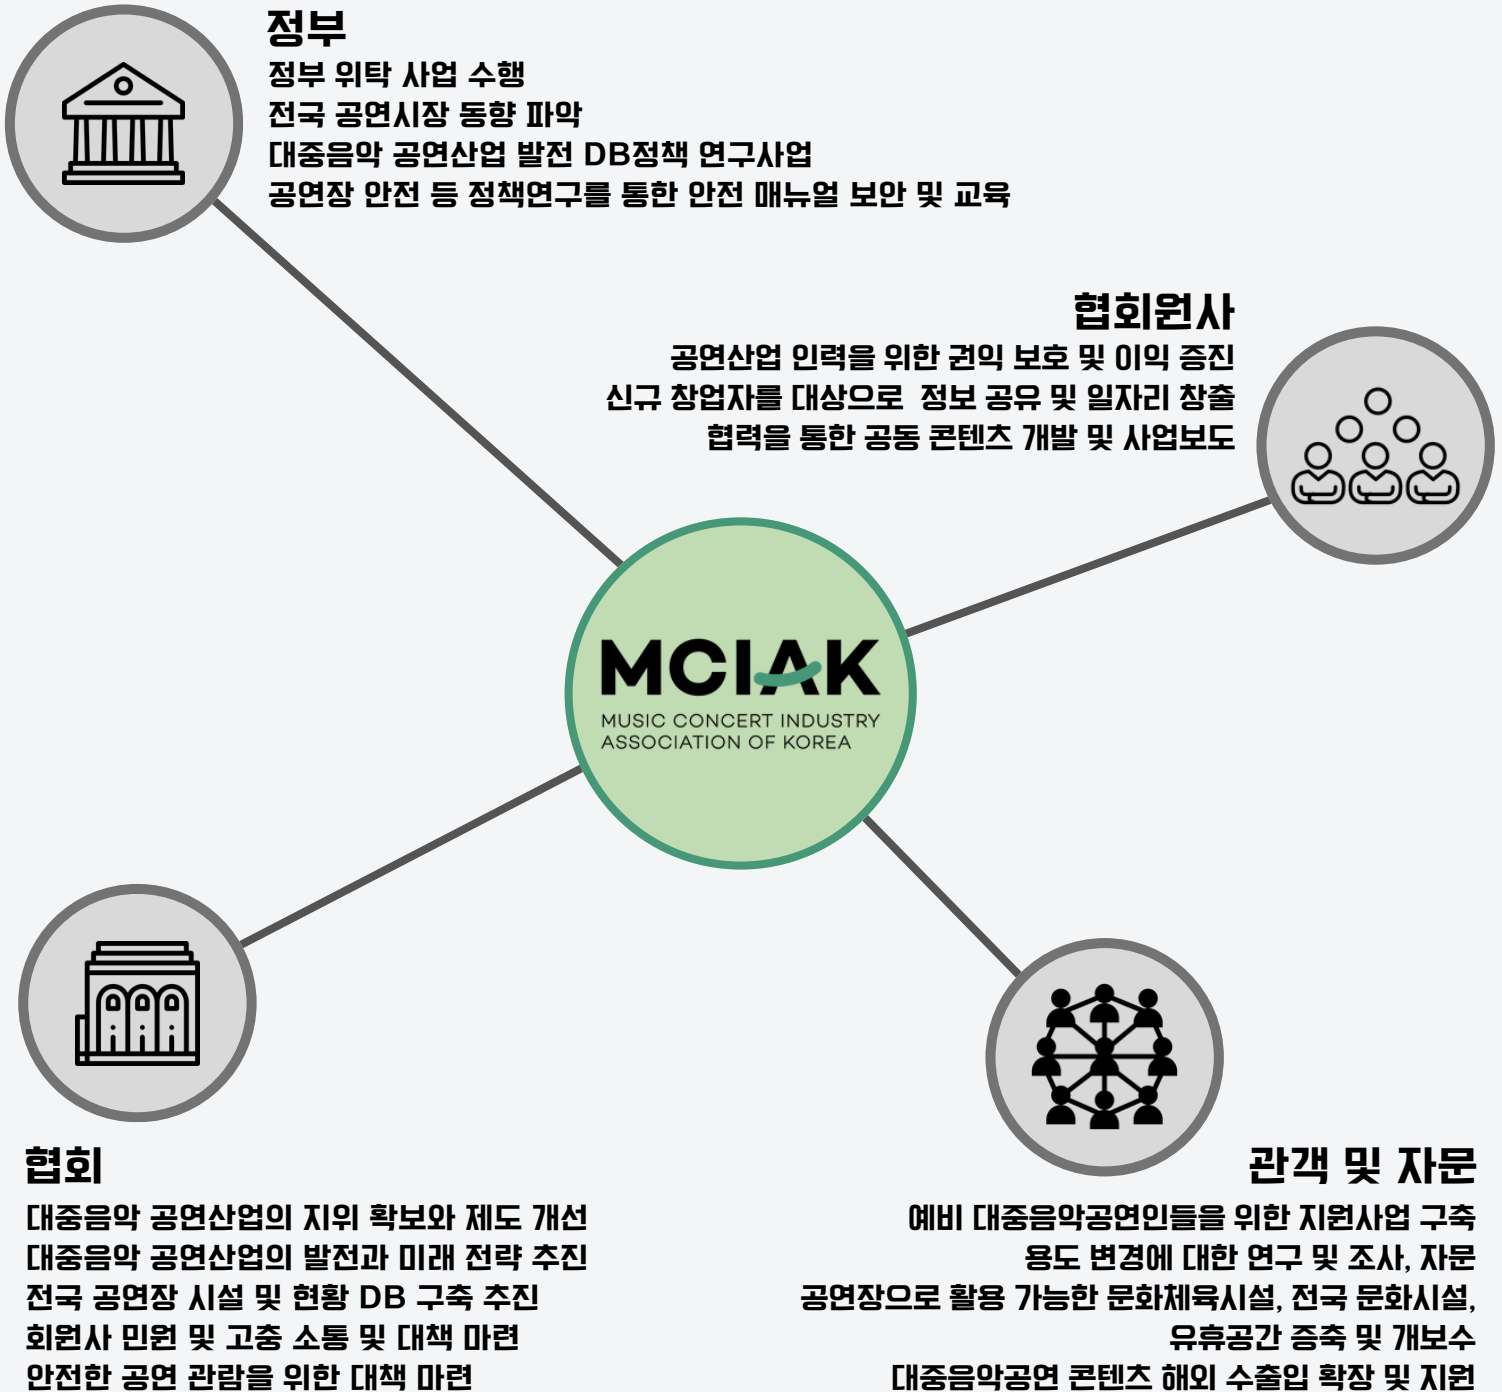 정부
정부 위탁 사업 수행
전국 공연시장 동향 파악
대중음악 공연산업 발전 DB정책 연구사업
공연장 안전 등 정책연구를 통한 안전 매뉴얼 보안 및 교육
협회원사
공연산업 인력을 위한 권익 보호 및 이익 증진
신규 창업자를 대상으로 정보 공유 및 일자리 창출
협력을 통한 공동 콘텐츠 개발 및 사업보도
MCIAK
MUSIC CONCERT INDUSTRY
ASSOCIATION OF KOREA
협회
대중음악 공연산업의 지위 확보와 제도 개선
대중음악 공연산업의 발전과 미래 전략 추진
전국 공연장 시설 및 현황 DB 구축 추진
회원사 민원 및 고충 소통 및 대책 마련
안전한 공연 관람을 위한 대책 마련
관객 및 자문
예비 대중음악공연인들을 위한 지원사업 구축
용도 변경에 대한 연구 및 조사, 자문
공연장으로 활용 가능한 문화체육시설, 전국 문화시설,
유휴공간 증축 및 개보수
대중음악공연 콘텐츠 해외 수출입 확장 및 지원